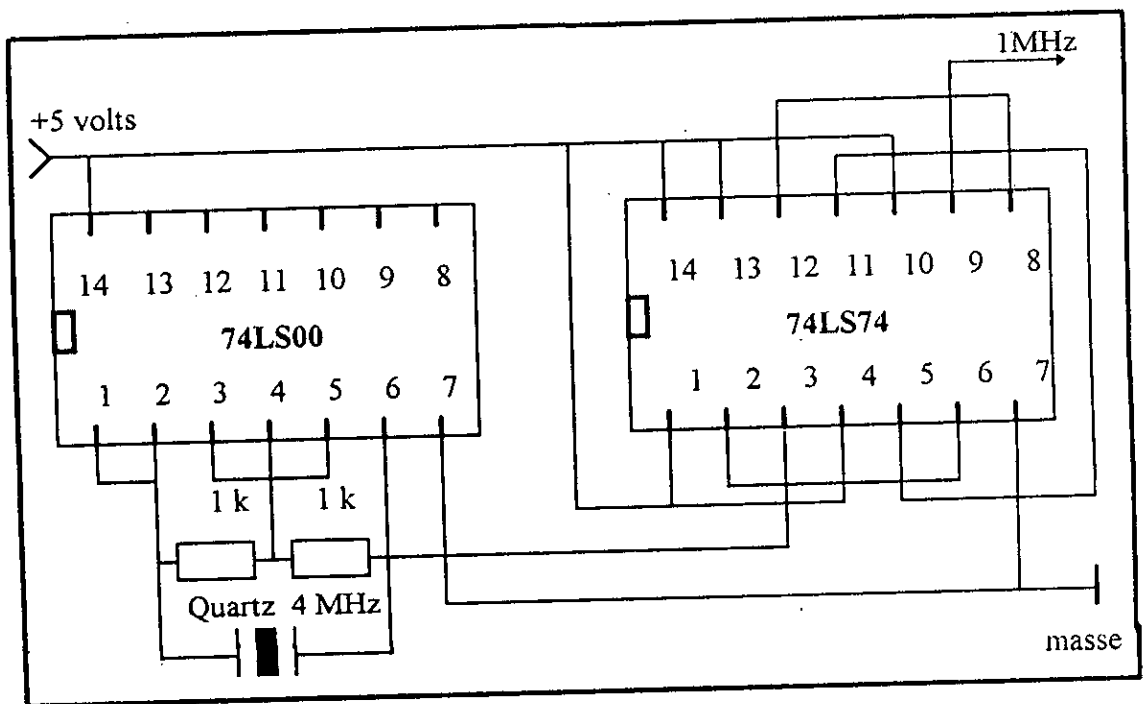 1MHz
+5 volts
14 13 12 11 10 9 8
74LS00
1 2 3 4 5 6 7
14 13 12 11 10 9 8
74LS74
1 2 3 4 5 6 7
1 k 1 k
Quartz 4 MHz
masse